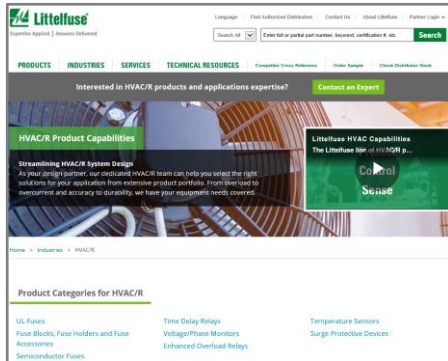 Littelfuse®
Expertise Applied | Answers Delivered
Language
Find Authorized Distributors
Contact Us
About Littelfuse
Partner Login
Search All
Enter full or partial part number, keyword, certification #, etc.
Search
PRODUCTS
INDUSTRIES
SERVICES
TECHNICAL RESOURCES
Competitor Cross Reference
Order Sample
Check Distributor Stock
Interested in HVAC/R products and applications expertise?
Contact an Expert
HVAC/R Product Capabilities
Streamlining HVAC/R System Design
As your design partner, our dedicated HVAC/R team can help you select the right
solutions for your application from extensive product portfolio. From overload to
overcurrent and accuracy to durability, we have your equipment needs covered.
Littelfuse HVAC Capabilities
The Littelfuse line of HVAC/R p...
Control
Sense
Home > Industries > HVAC/R
Product Categories for HVAC/R
UL Fuses
Fuse Blocks, Fuse Holders and Fuse
Accessories
Semiconductor Fuses
Time Delay Relays
Voltage/Phase Monitors
Enhanced Overload Relays
Temperature Sensors
Surge Protective Devices